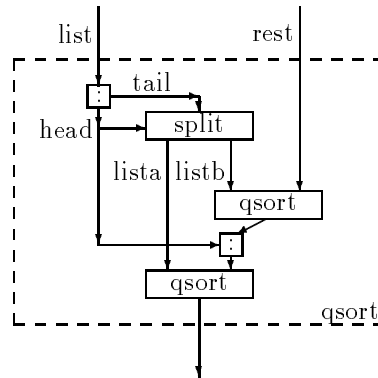 list
rest
tail
:
head
split
lista
listb
qsort
:
qsort
qsort